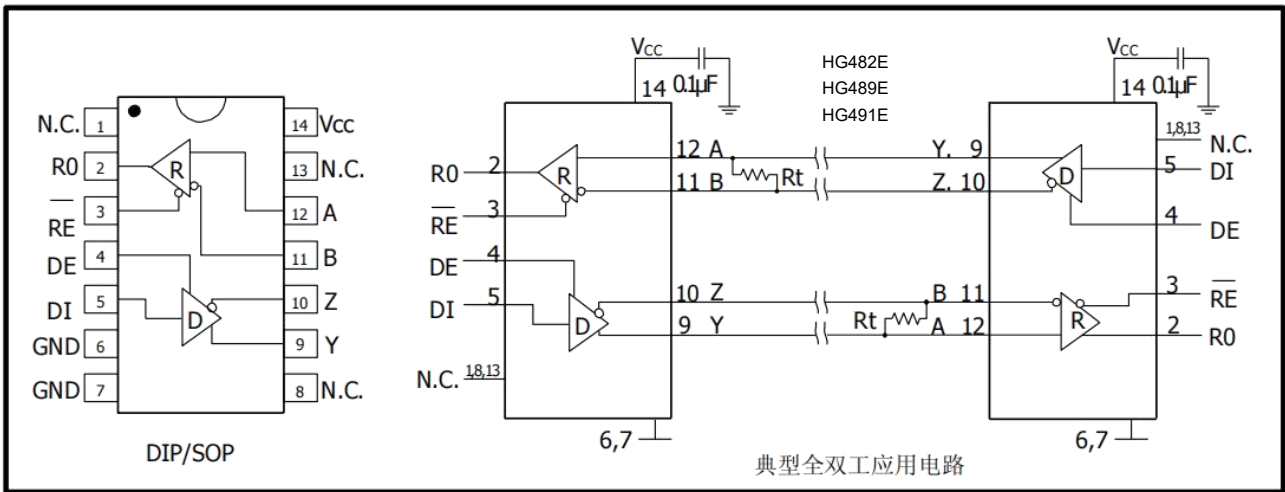 N.C. 1
R0 2
RE 3
DE 4
DI 5
GND 6
GND 7
14 Vcc
13 N.C.
12 A
11 B
10 Z
9 Y
8 N.C.
R
D
DIP/SOP
VCC
14 0.1µF
R0 2
RE 3
DE 4
DI 5
N.C. 1,8,13
R
D
12 A
11 B
10 Z
9 Y
6,7
Rt
Rt
HG482E
HG489E
HG491E
VCC
14 0.1µF
1,8,13 N.C.
Y. 9
Z. 10
B 11
A 12
D
R
5 DI
4 DE
3 RE
2 R0
6,7
典型全双工应用电路